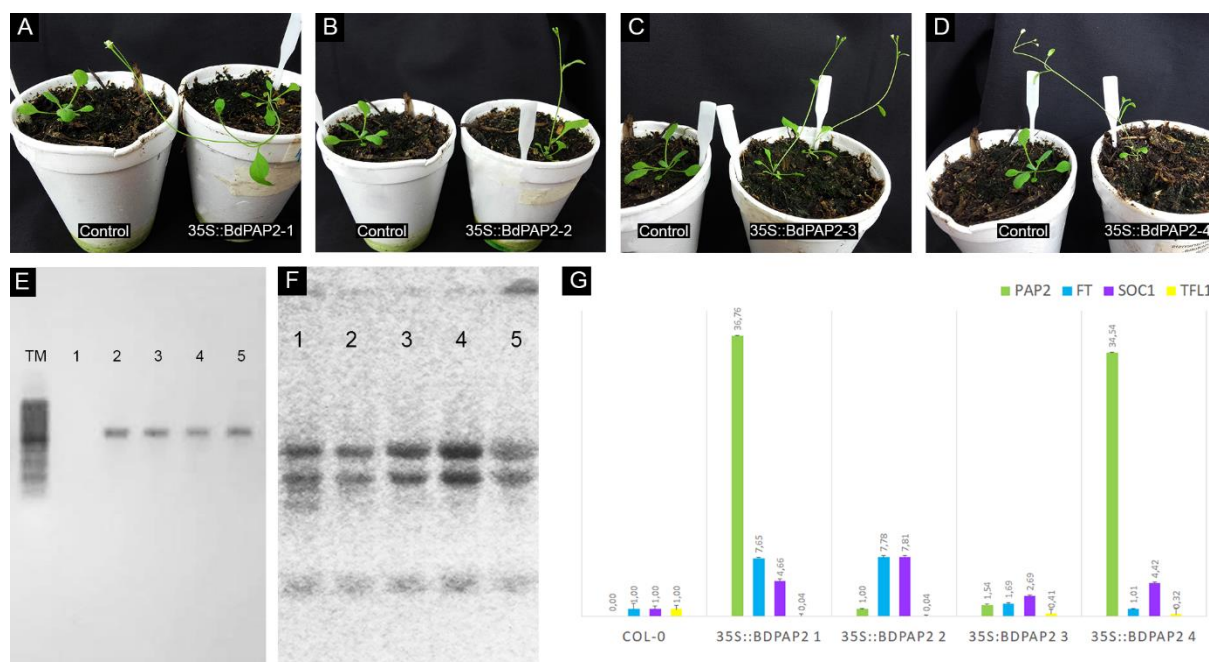 A
Control
35S::BdPAP2-1
B
Control
35S::BdPAP2-2
C
Control
35S::BdPAP2-3
D
Control
35S::BdPAP2-4
E
TM 1 2 3 4 5
F
1 2 3 4 5
G
PAP2 FT SOC1 TFL1
0,00 1,00 1,00 1,00
36,76 7,65 4,66 0,04
1,00 7,78 7,81 0,04
1,54 1,69 2,69 0,41
34,54 1,01 4,42 0,32
COL-0 35S::BDPAP2 1 35S::BDPAP2 2 35S:BDPAP2 3 35S::BDPAP2 4